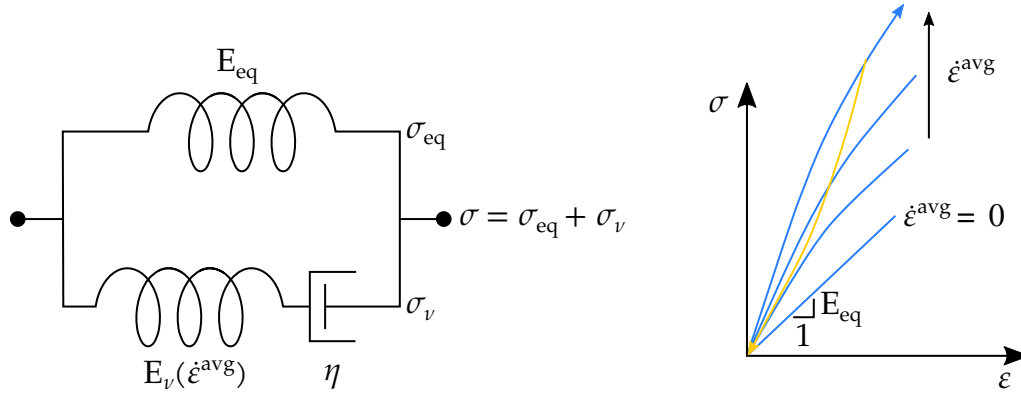 E_eq
σ_eq
σ = σ_eq + σ_ν
σ_ν
E_ν(ε̇^avg)
η
σ
ε̇^avg
ε̇^avg = 0
E_eq
1
ε